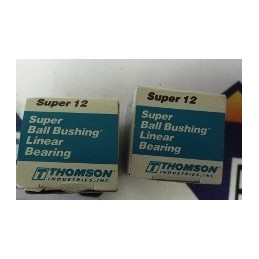 Super 12
Super
Ball Bushing
Linear
Bearing
THOMSON
INDUSTRIES, INC.
Super 12
Super
Ball Bushing
Linear
Bearing
THOMSON
INDUSTRIES, INC.